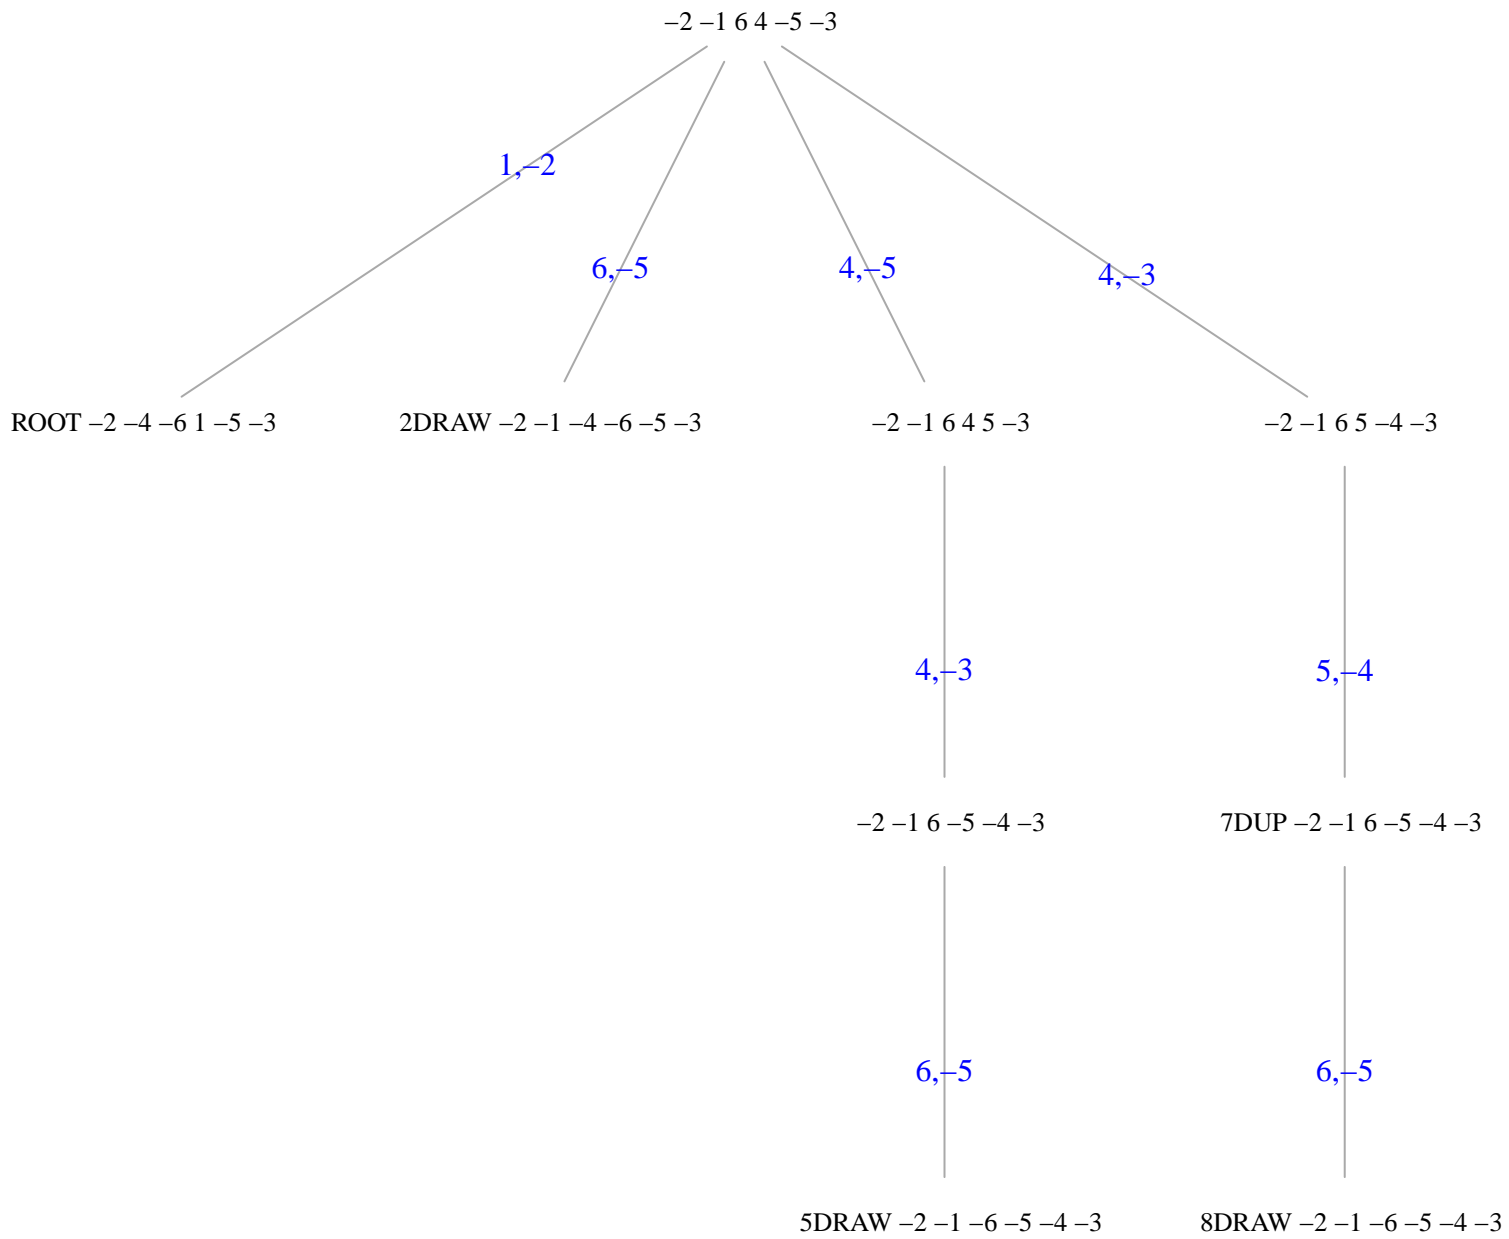 –2 –1 6 4 –5 –3
1,–2
6,–5
4,–5
4,–3
ROOT –2 –4 –6 1 –5 –3
2DRAW –2 –1 –4 –6 –5 –3
–2 –1 6 4 5 –3
–2 –1 6 5 –4 –3
4,–3
5,–4
–2 –1 6 –5 –4 –3
7DUP –2 –1 6 –5 –4 –3
6,–5
6,–5
5DRAW –2 –1 –6 –5 –4 –3
8DRAW –2 –1 –6 –5 –4 –3